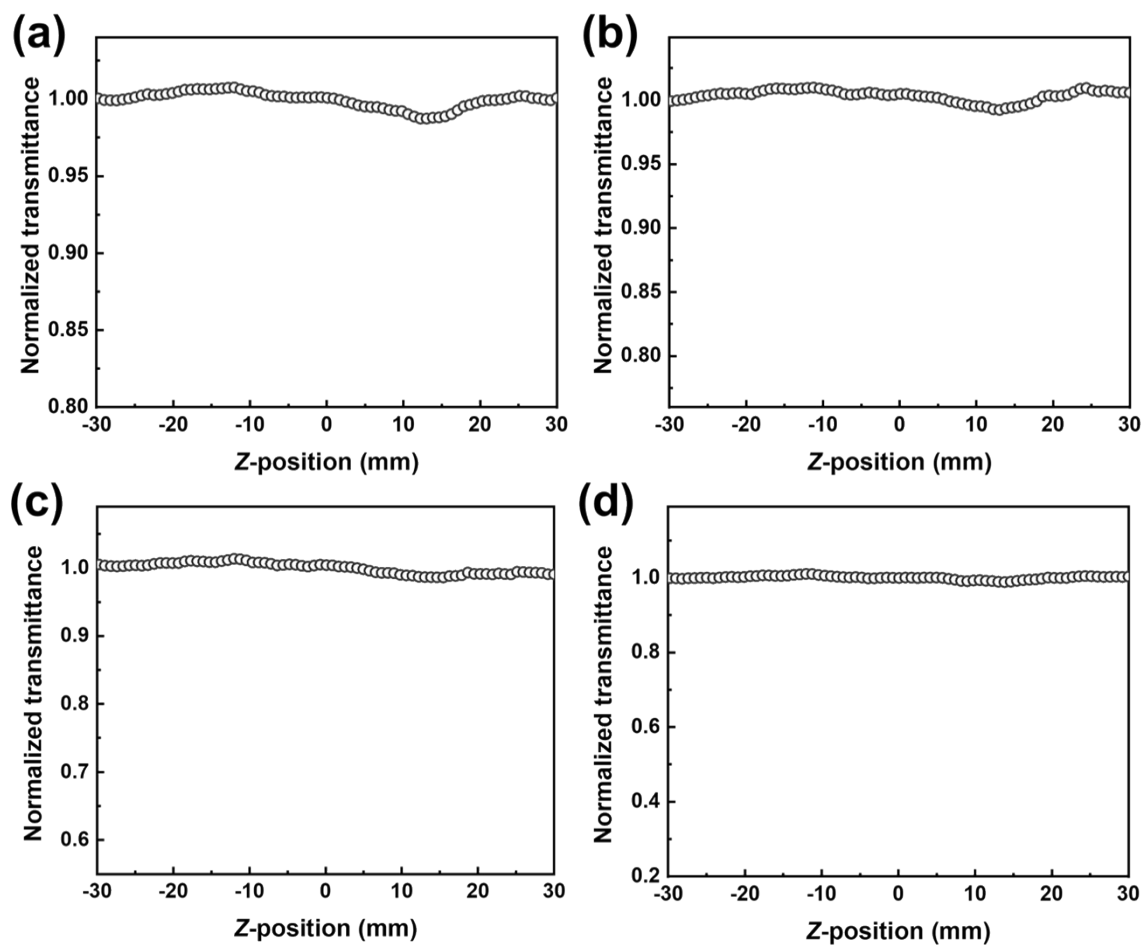 (a)
Normalized transmittance
1.00
0.95
0.90
0.85
0.80
-30 -20 -10 0 10 20 30
Z-position (mm)
(b)
Normalized transmittance
1.00
0.95
0.90
0.85
0.80
-30 -20 -10 0 10 20 30
Z-position (mm)
(c)
Normalized transmittance
1.0
0.9
0.8
0.7
0.6
-30 -20 -10 0 10 20 30
Z-position (mm)
(d)
Normalized transmittance
1.0
0.8
0.6
0.4
0.2
-30 -20 -10 0 10 20 30
Z-position (mm)